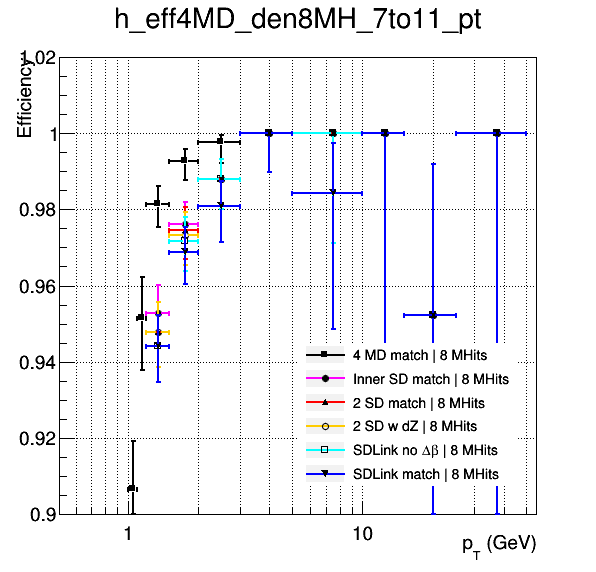 h_eff4MD_den8MH_7to11_pt
Efficiency
1.02
1
0.98
0.96
0.94
0.92
0.9
4 MD match | 8 MHits
Inner SD match | 8 MHits
2 SD match | 8 MHits
2 SD w dZ | 8 MHits
SDLink no Δβ | 8 MHits
SDLink match | 8 MHits
1
10
p_T (GeV)